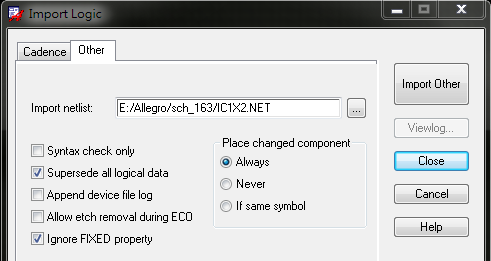 Import Logic
Cadence Other
Import netlist: E:/Allegro/sch_163/IC1X2.NET ...
Import Other
Viewlog...
Close
Cancel
Help
Syntax check only
Supersede all logical data
Append device file log
Allow etch removal during ECO
Ignore FIXED property
Place changed component
Always
Never
If same symbol